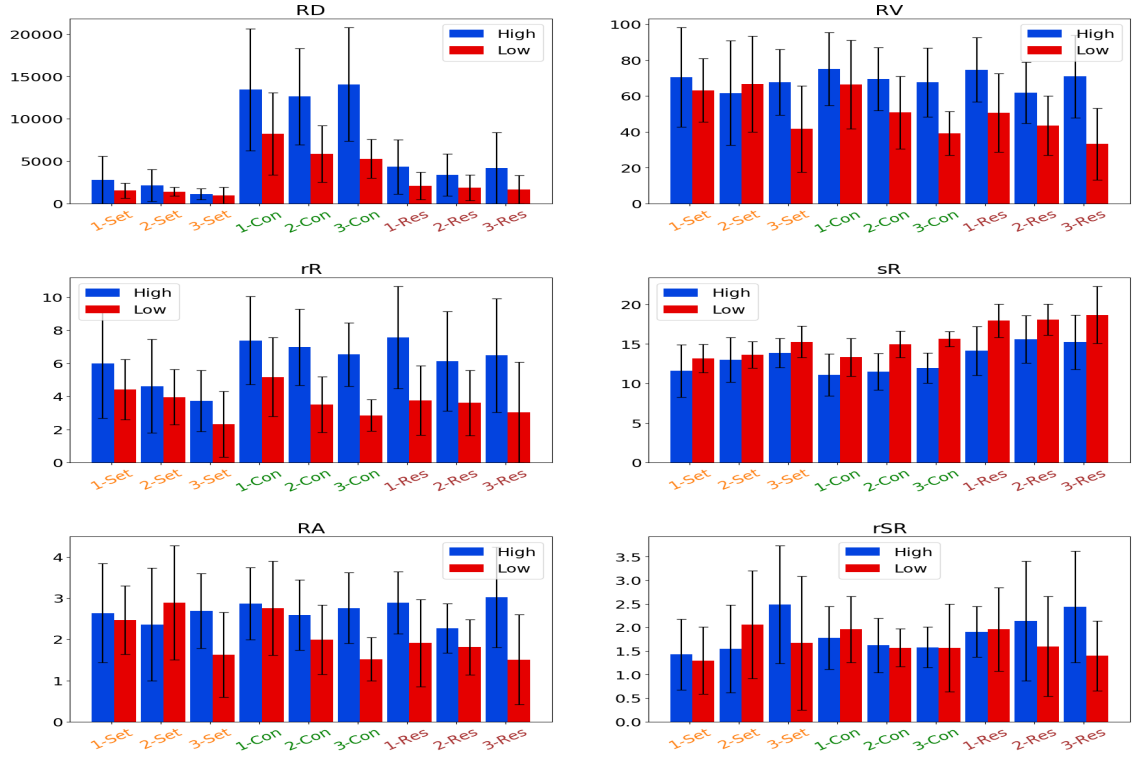 RD
High
Low
20000
15000
10000
5000
0
1-Set 2-Set 3-Set 1-Con 2-Con 3-Con 1-Res 2-Res 3-Res
RV
High
Low
100
80
60
40
20
0
1-Set 2-Set 3-Set 1-Con 2-Con 3-Con 1-Res 2-Res 3-Res
rR
High
Low
10
8
6
4
2
0
1-Set 2-Set 3-Set 1-Con 2-Con 3-Con 1-Res 2-Res 3-Res
sR
High
Low
20
15
10
5
0
1-Set 2-Set 3-Set 1-Con 2-Con 3-Con 1-Res 2-Res 3-Res
RA
High
Low
4
3
2
1
0
1-Set 2-Set 3-Set 1-Con 2-Con 3-Con 1-Res 2-Res 3-Res
rSR
High
Low
3.5
3.0
2.5
2.0
1.5
1.0
0.5
0.0
1-Set 2-Set 3-Set 1-Con 2-Con 3-Con 1-Res 2-Res 3-Res